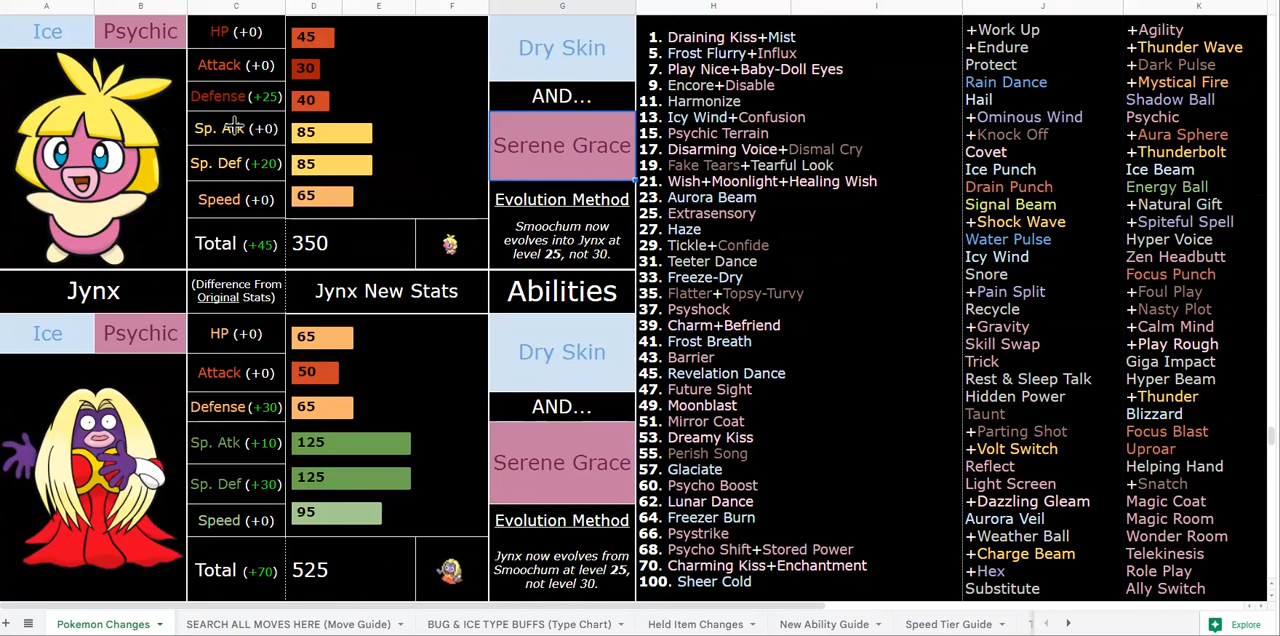 A B C D E F G H I J K
Ice Psychic
HP (+0) 45
Attack (+0) 30
Defense (+25) 40
Sp. Atk (+0) 85
Sp. Def (+20) 85
Speed (+0) 65
Total (+45) 350
Dry Skin
AND...
Serene Grace
Evolution Method
Smoochum now
evolves into Jynx at
level 25, not 30.
Jynx
(Difference From
Original Stats)
Jynx New Stats
Abilities
Ice Psychic
HP (+0) 65
Attack (+0) 50
Defense (+30) 65
Sp. Atk (+10) 125
Sp. Def (+30) 125
Speed (+0) 95
Total (+70) 525
Dry Skin
AND...
Serene Grace
Evolution Method
Jynx now evolves from
Smoochum at level 25,
not level 30.
1. Draining Kiss+Mist
5. Frost Flurry+Influx
7. Play Nice+Baby-Doll Eyes
9. Encore+Disable
11. Harmonize
13. Icy Wind+Confusion
15. Psychic Terrain
17. Disarming Voice+Dismal Cry
19. Fake Tears+Tearful Look
21. Wish+Moonlight+Healing Wish
23. Aurora Beam
25. Extrasensory
27. Haze
29. Tickle+Confide
31. Teeter Dance
33. Freeze-Dry
35. Flatter+Topsy-Turvy
37. Psyshock
39. Charm+Befriend
41. Frost Breath
43. Barrier
45. Revelation Dance
47. Future Sight
49. Moonblast
51. Mirror Coat
53. Dreamy Kiss
55. Perish Song
57. Glaciate
60. Psycho Boost
62. Lunar Dance
64. Freezer Burn
66. Psystrike
68. Psycho Shift+Stored Power
70. Charming Kiss+Enchantment
100. Sheer Cold
+Work Up
+Endure
Protect
Rain Dance
Hail
+Ominous Wind
+Knock Off
Covet
Ice Punch
Drain Punch
Signal Beam
+Shock Wave
Water Pulse
Icy Wind
Snore
+Pain Split
Recycle
+Gravity
Skill Swap
Trick
Rest & Sleep Talk
Hidden Power
Taunt
+Parting Shot
+Volt Switch
Reflect
Light Screen
+Dazzling Gleam
Aurora Veil
+Weather Ball
+Charge Beam
+Hex
Substitute
+Agility
+Thunder Wave
+Dark Pulse
+Mystical Fire
Shadow Ball
Psychic
+Aura Sphere
+Thunderbolt
Ice Beam
Energy Ball
+Natural Gift
+Spiteful Spell
Hyper Voice
Zen Headbutt
Focus Punch
+Foul Play
+Nasty Plot
+Calm Mind
+Play Rough
Giga Impact
Hyper Beam
+Thunder
Blizzard
Focus Blast
Uproar
Helping Hand
+Snatch
Magic Coat
Magic Room
Wonder Room
Telekinesis
Role Play
Ally Switch
Pokemon Changes SEARCH ALL MOVES HERE (Move Guide) BUG & ICE TYPE BUFFS (Type Chart) Held Item Changes New Ability Guide Speed Tier Guide Explore